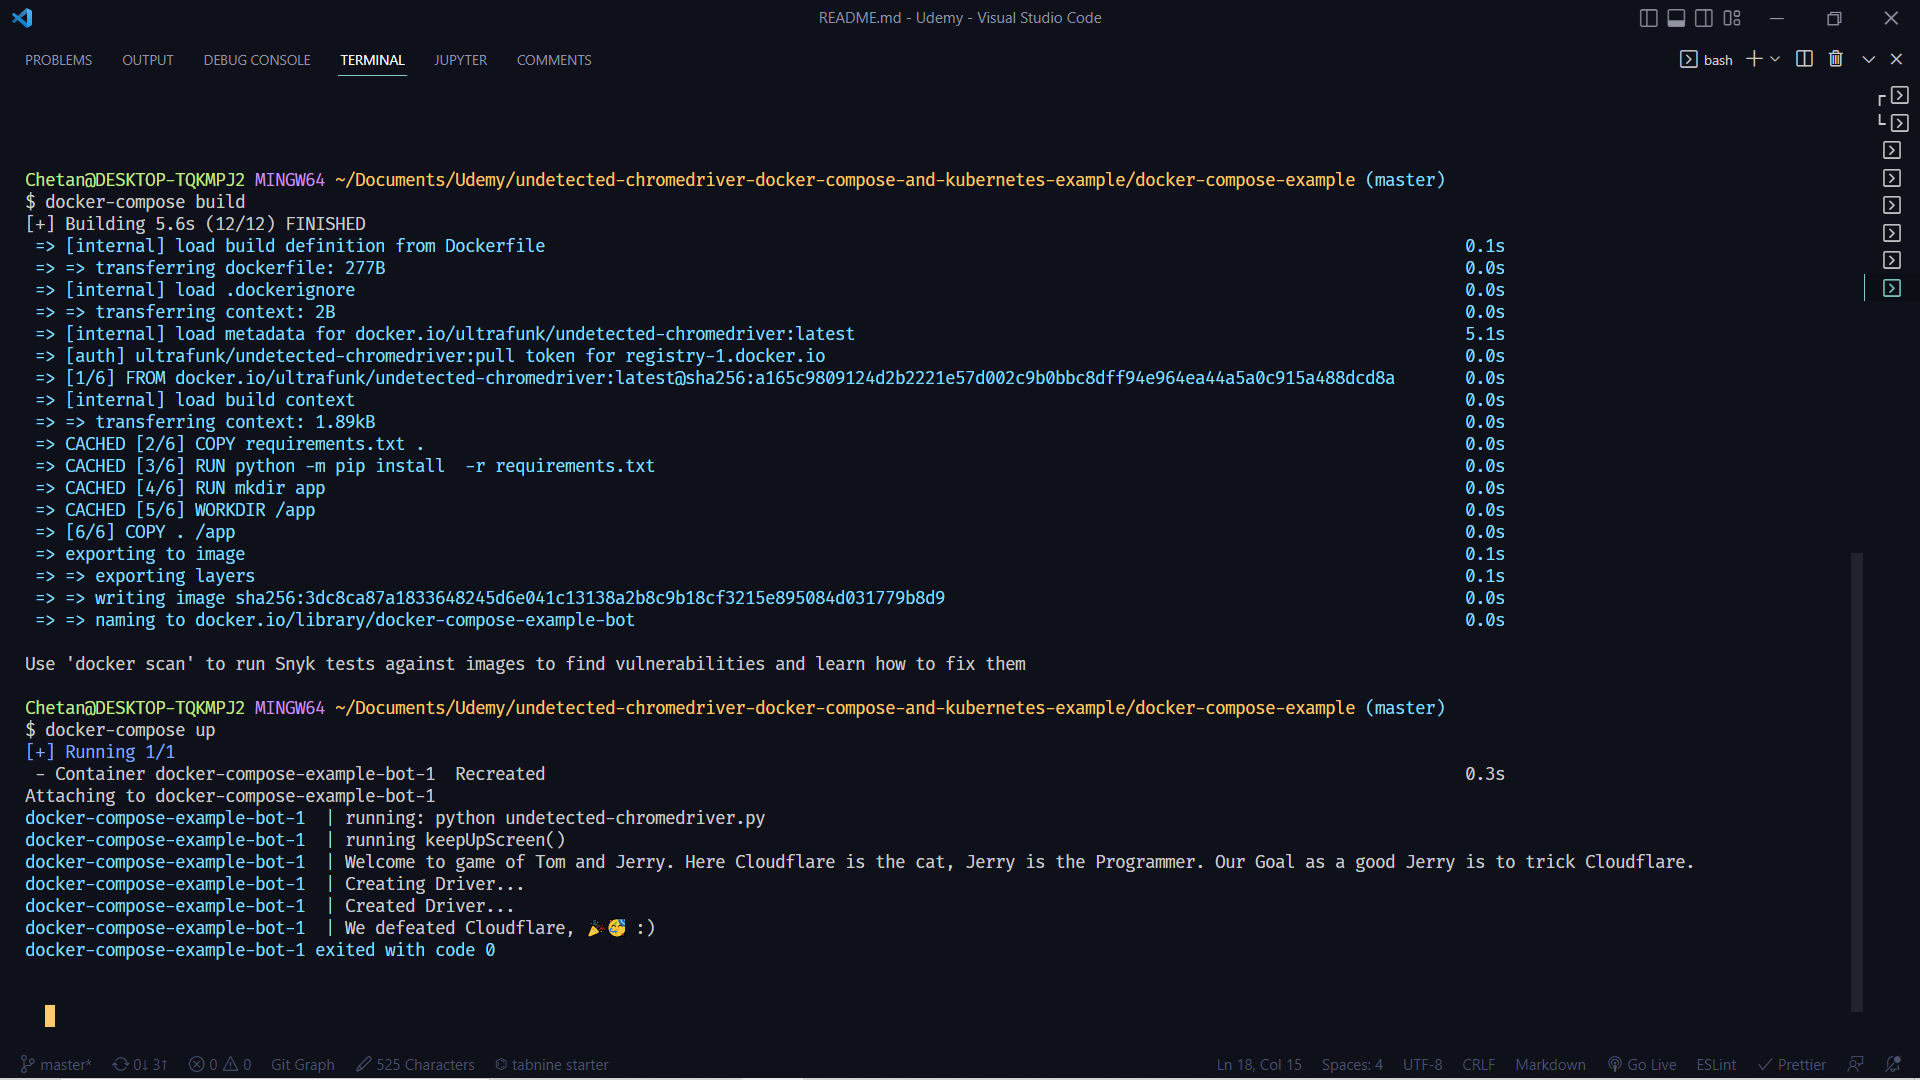 README.md - Udemy - Visual Studio Code
PROBLEMS OUTPUT DEBUG CONSOLE TERMINAL JUPYTER COMMENTS bash
Chetan@DESKTOP-TQKMPJ2 MINGW64 ~/Documents/Udemy/undetected-chromedriver-docker-compose-and-kubernetes-example/docker-compose-example (master)
$ docker-compose build
[+] Building 5.6s (12/12) FINISHED
=> [internal] load build definition from Dockerfile 0.1s
=> => transferring dockerfile: 277B 0.0s
=> [internal] load .dockerignore 0.0s
=> => transferring context: 2B 0.0s
=> [internal] load metadata for docker.io/ultrafunk/undetected-chromedriver:latest 5.1s
=> [auth] ultrafunk/undetected-chromedriver:pull token for registry-1.docker.io 0.0s
=> [1/6] FROM docker.io/ultrafunk/undetected-chromedriver:latest@sha256:a165c9809124d2b2221e57d002c9b0bbc8dff94e964ea44a5a0c915a488dcd8a 0.0s
=> [internal] load build context 0.0s
=> => transferring context: 1.89kB 0.0s
=> CACHED [2/6] COPY requirements.txt . 0.0s
=> CACHED [3/6] RUN python -m pip install  -r requirements.txt 0.0s
=> CACHED [4/6] RUN mkdir app 0.0s
=> CACHED [5/6] WORKDIR /app 0.0s
=> [6/6] COPY . /app 0.0s
=> exporting to image 0.1s
=> => exporting layers 0.1s
=> => writing image sha256:3dc8ca87a1833648245d6e041c13138a2b8c9b18cf3215e895084d031779b8d9 0.0s
=> => naming to docker.io/library/docker-compose-example-bot 0.0s
Use 'docker scan' to run Snyk tests against images to find vulnerabilities and learn how to fix them
Chetan@DESKTOP-TQKMPJ2 MINGW64 ~/Documents/Udemy/undetected-chromedriver-docker-compose-and-kubernetes-example/docker-compose-example (master)
$ docker-compose up
[+] Running 1/1
- Container docker-compose-example-bot-1  Recreated 0.3s
Attaching to docker-compose-example-bot-1
docker-compose-example-bot-1  | running: python undetected-chromedriver.py
docker-compose-example-bot-1  | running keepUpScreen()
docker-compose-example-bot-1  | Welcome to game of Tom and Jerry. Here Cloudflare is the cat, Jerry is the Programmer. Our Goal as a good Jerry is to trick Cloudflare.
docker-compose-example-bot-1  | Creating Driver...
docker-compose-example-bot-1  | Created Driver...
docker-compose-example-bot-1  | We defeated Cloudflare, 🎉🥳 :)
docker-compose-example-bot-1 exited with code 0
master* 0↓ 3↑ 0 0 Git Graph 525 Characters tabnine starter Ln 18, Col 15 Spaces: 4 UTF-8 CRLF Markdown Go Live ESLint Prettier